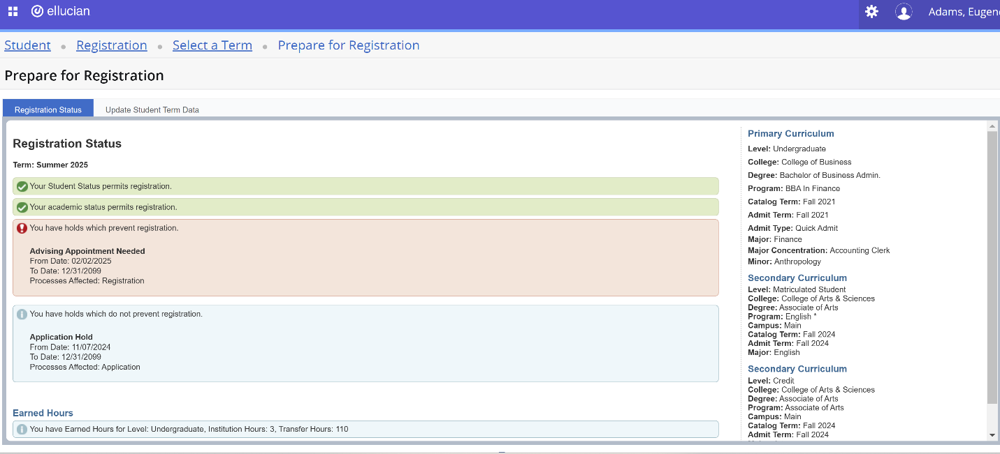 ellucian
Adams, Eugen
Student • Registration • Select a Term • Prepare for Registration
Prepare for Registration
Registration Status
Update Student Term Data
Registration Status
Term: Summer 2025
Your Student Status permits registration.
Your academic status permits registration.
You have holds which prevent registration.
Advising Appointment Needed
From Date: 02/02/2025
To Date: 12/31/2099
Processes Affected: Registration
You have holds which do not prevent registration.
Application Hold
From Date: 11/07/2024
To Date: 12/31/2099
Processes Affected: Application
Earned Hours
You have Earned Hours for Level: Undergraduate, Institution Hours: 3, Transfer Hours: 110
Primary Curriculum
Level: Undergraduate
College: College of Business
Degree: Bachelor of Business Admin.
Program: BBA In Finance
Catalog Term: Fall 2021
Admit Term: Fall 2021
Admit Type: Quick Admit
Major: Finance
Major Concentration: Accounting Clerk
Minor: Anthropology
Secondary Curriculum
Level: Matriculated Student
College: College of Arts & Sciences
Degree: Associate of Arts
Program: English *
Campus: Main
Catalog Term: Fall 2024
Admit Term: Fall 2024
Major: English
Secondary Curriculum
Level: Credit
College: College of Arts & Sciences
Degree: Associate of Arts
Program: Associate of Arts
Campus: Main
Catalog Term: Fall 2024
Admit Term: Fall 2024